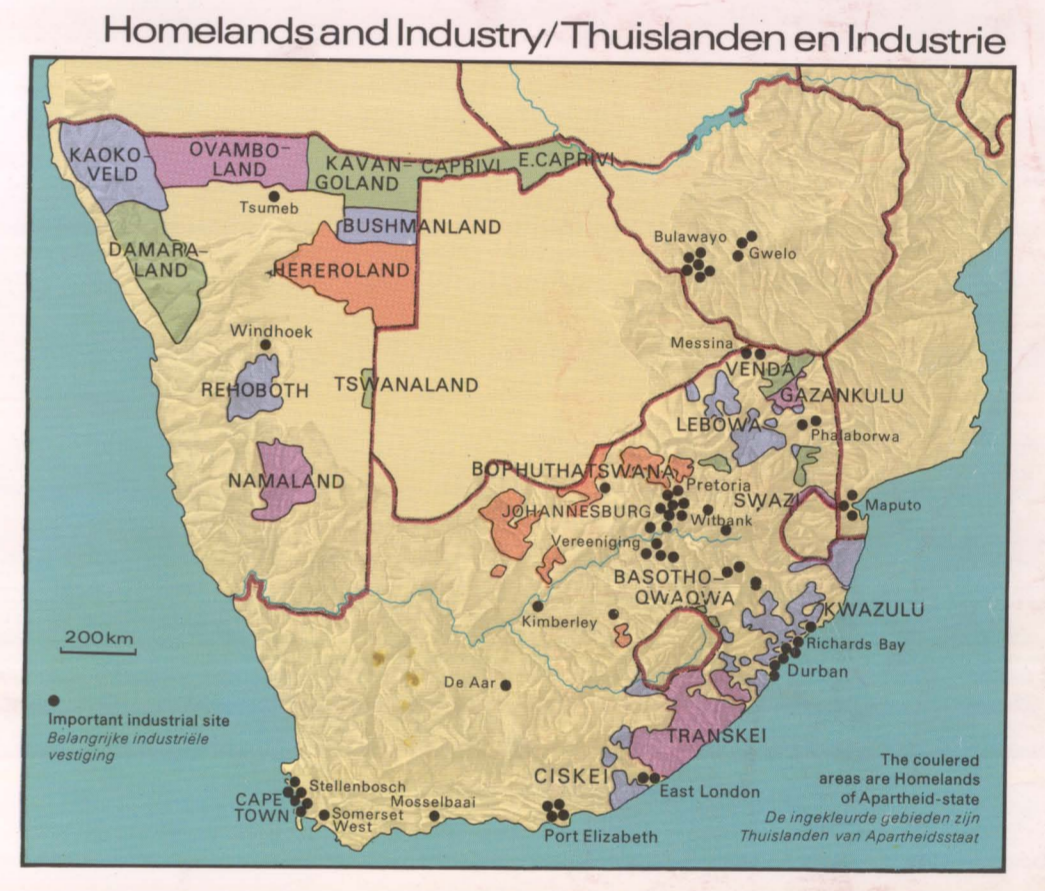 Homelands and Industry/Thuislanden en Industrie
KAOKO-
VELD
OVAMBO-
LAND
KAVAN-
GOLAND
CAPRIVI
E.CAPRIVI
Tsumeb
BUSHMANLAND
DAMARA-
LAND
HEREROLAND
Bulawayo
Gwelo
Windhoek
Messina
VENDA
REHOBOTH
TSWANALAND
GAZANKULU
LEBOWA
Phalaborwa
NAMALAND
BOPHUTHATSWANA
Pretoria
SWAZI
Maputo
JOHANNESBURG
Witbank
Vereeniging
BASOTHO-
QWAQWA
Kimberley
KWAZULU
200 km
Richards Bay
Durban
De Aar
Important industrial site
Belangrijke industriële
vestiging
TRANSKEI
The coulered
areas are Homelands
of Apartheid-state
De ingekleurde gebieden zijn
Thuislanden van Apartheidsstaat
CISKEI
East London
Stellenbosch
CAPE
TOWN
Somerset
West
Mosselbaai
Port Elizabeth